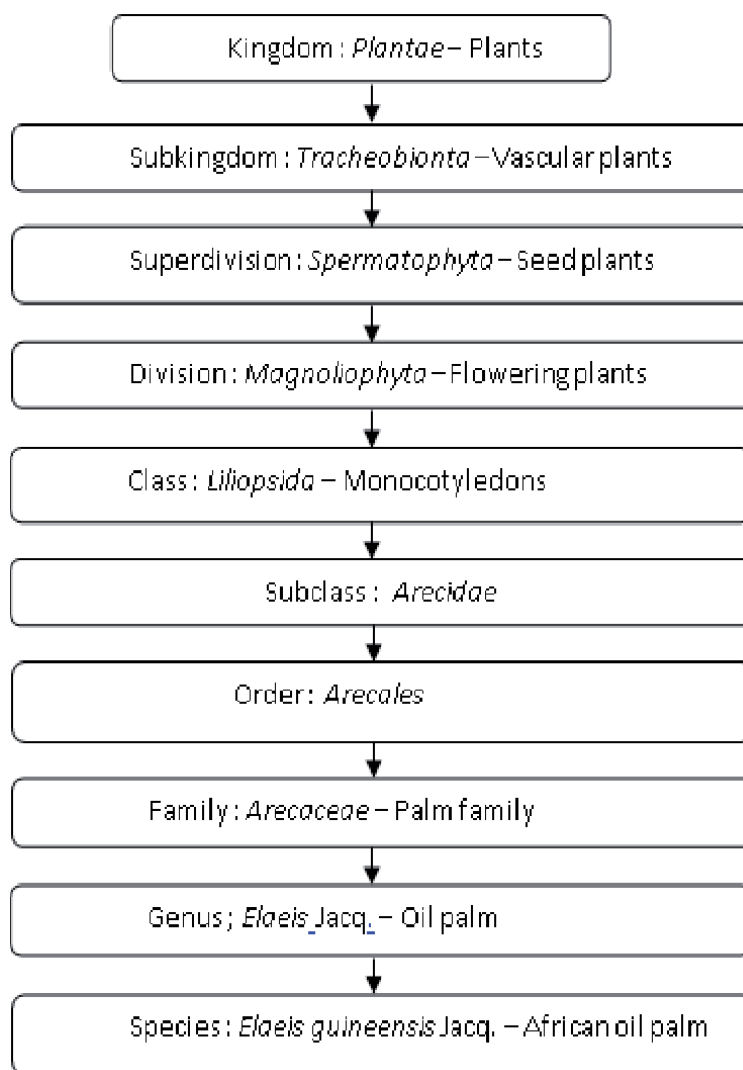 Kingdom : Plantae – Plants
Subkingdom : Tracheobionta – Vascular plants
Superdivision : Spermatophyta – Seed plants
Division : Magnoliophyta – Flowering plants
Class : Liliopsida – Monocotyledons
Subclass : Arecidae
Order : Arecales
Family : Arecaceae – Palm family
Genus ; Elaeis Jacq. – Oil palm
Species : Elaeis guineensis Jacq. – African oil palm